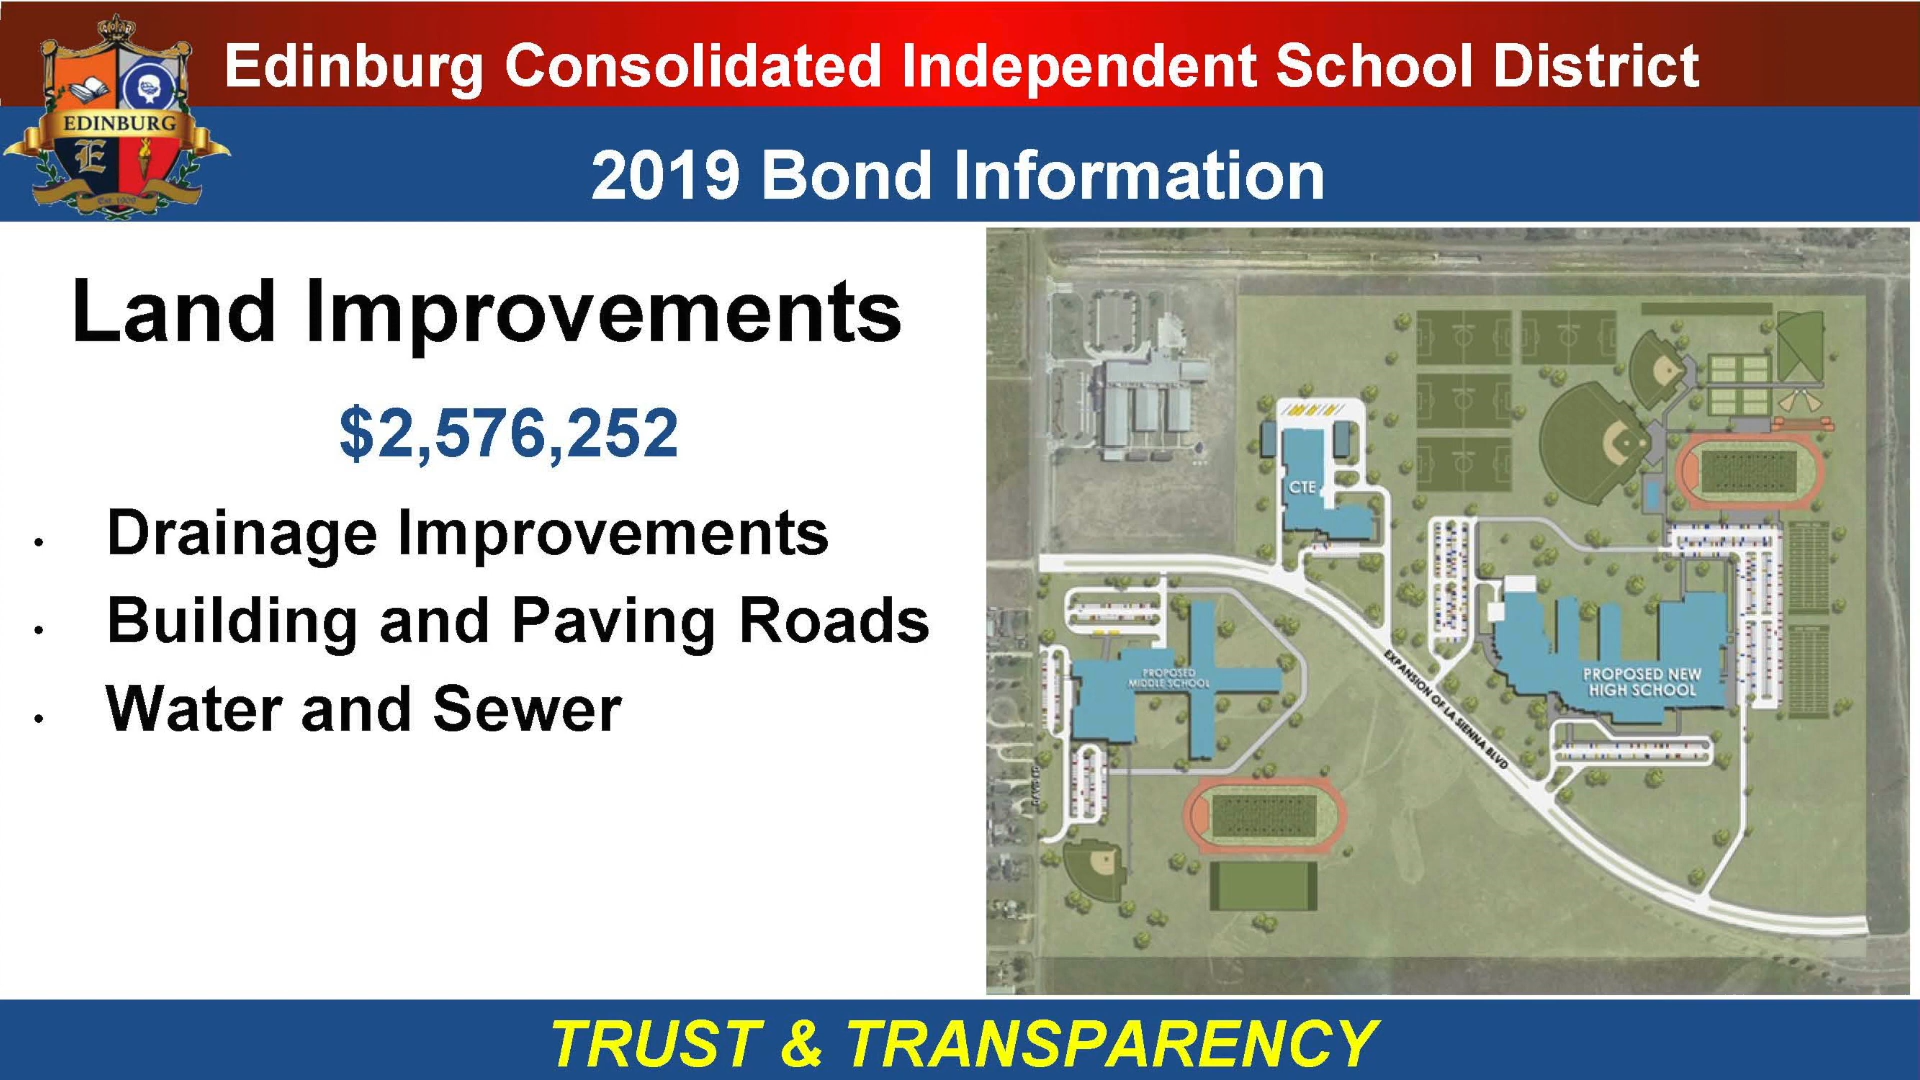 Edinburg Consolidated Independent School District
EDINBURG
E
Est. 1909
2019 Bond Information
Land Improvements
$2,576,252
• Drainage Improvements
• Building and Paving Roads
• Water and Sewer
CTE
PROPOSED
MIDDLE SCHOOL
PROPOSED NEW
HIGH SCHOOL
EXPANSION OF LA SIENNA BLVD
TRUST & TRANSPARENCY